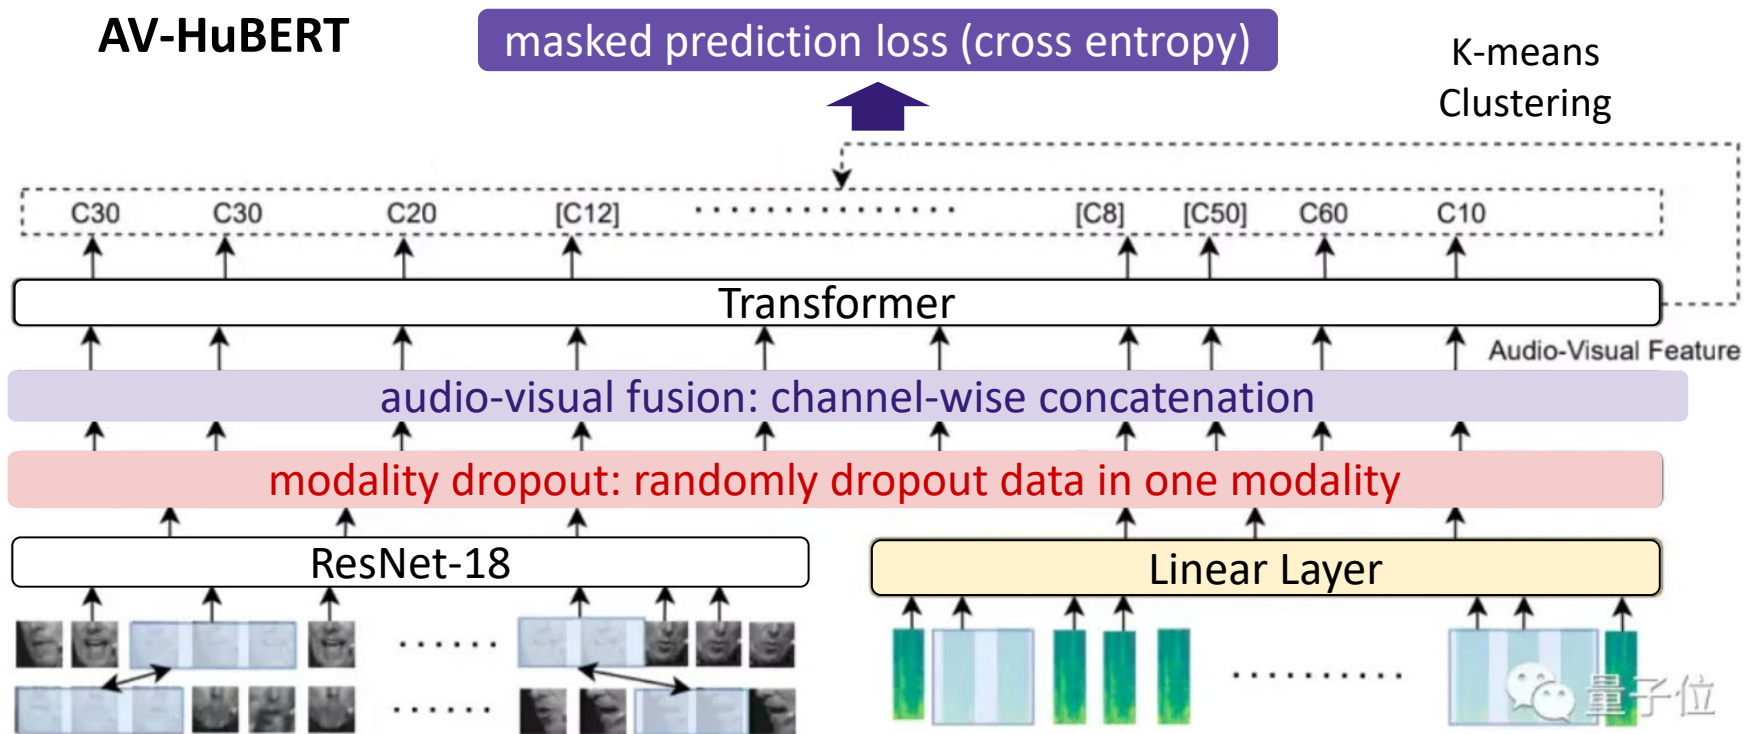 AV-HuBERT
masked prediction loss (cross entropy)
K-means
Clustering
C30 C30 C20 [C12] ............... [C8] [C50] C60 C10
Transformer
Audio-Visual Feature
audio-visual fusion: channel-wise concatenation
modality dropout: randomly dropout data in one modality
ResNet-18
Linear Layer
量子位